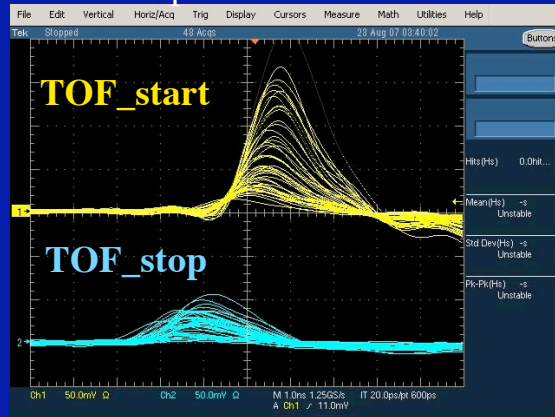 File Edit Vertical Horiz/Acq Trig Display Cursors Measure Math Utilities Help
Tek Stopped 48 Acqs 23 Aug 07 03:40:02
Buttons
TOF_start
Hits(Hs) 0.0hit...
1
Mean(Hs) -s
Unstable
TOF_stop
Std Dev(Hs) -s
Unstable
Pk-Pk(Hs) -s
Unstable
2
Ch1 50.0mV Ω Ch2 50.0mV Ω M 1.0ns 1.25GS/s IT 20.0ps/pt 600ps
A Ch1 / 11.0mV